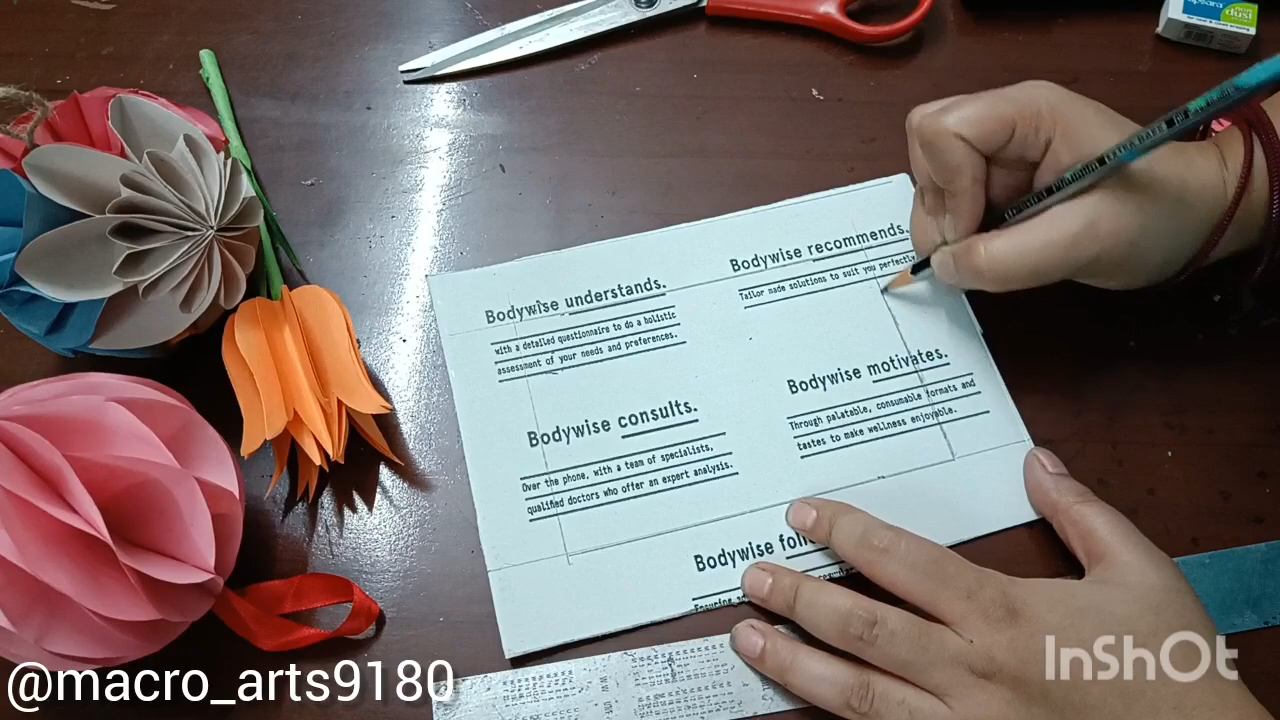 apsara
non
dust
Bodywise recommends.
Tailor made solutions to suit you perfectly
Bodywise understands.
with a detailed questionnaire to do a holistic
assessment of your needs and preferences.
Bodywise motivates.
Through palatable, consumable formats and
tastes to make wellness enjoyable.
Bodywise consults.
Over the phone, with a team of specialists,
qualified doctors who offer an expert analysis.
Bodywise
Ensuring
InShOt
@macro_arts9180